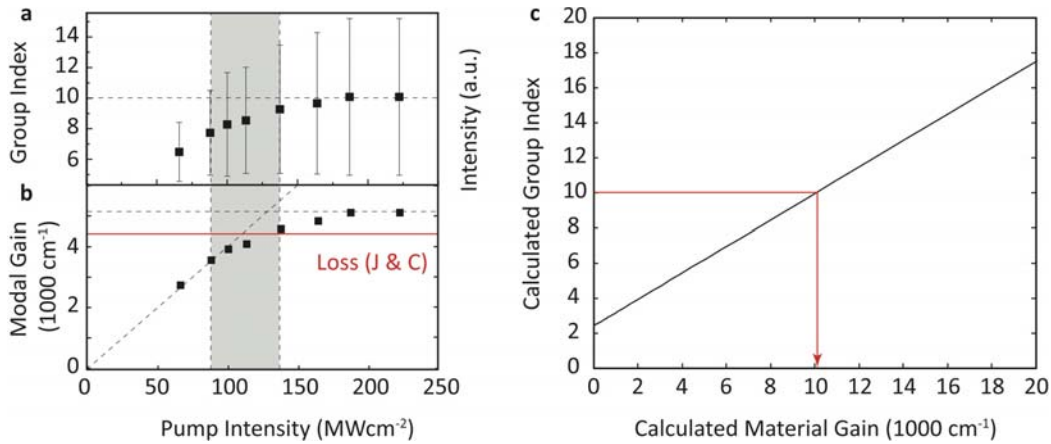 a
14
12
10
8
6
Group Index
b
4
2
0
Modal Gain
(1000 cm⁻¹)
Loss (J & C)
0 50 100 150 200 250
Pump Intensity (MWcm⁻²)
Intensity (a.u.)
c
20
18
16
14
12
10
8
6
4
2
0
Calculated Group Index
0 2 4 6 8 10 12 14 16 18 20
Calculated Material Gain (1000 cm⁻¹)